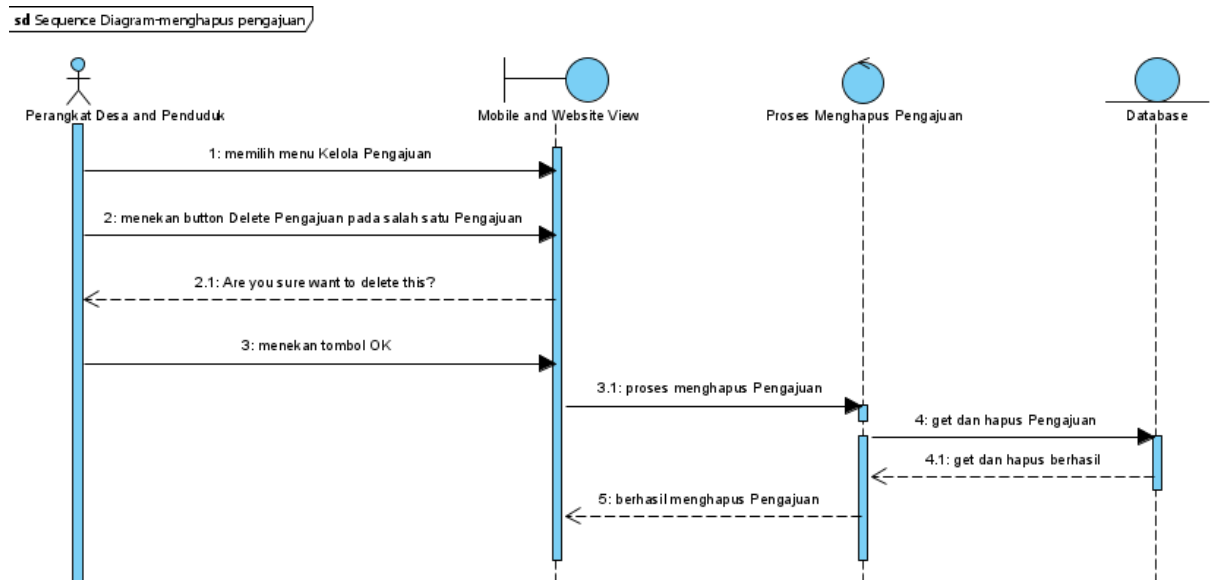 sd Sequence Diagram-menghapus pengajuan
Perangkat Desa and Penduduk
Mobile and Website View
Proses Menghapus Pengajuan
Database
1: memilih menu Kelola Pengajuan
2: menekan button Delete Pengajuan pada salah satu Pengajuan
2.1: Are you sure want to delete this?
3: menekan tombol OK
3.1: proses menghapus Pengajuan
4: get dan hapus Pengajuan
4.1: get dan hapus berhasil
5: berhasil menghapus Pengajuan